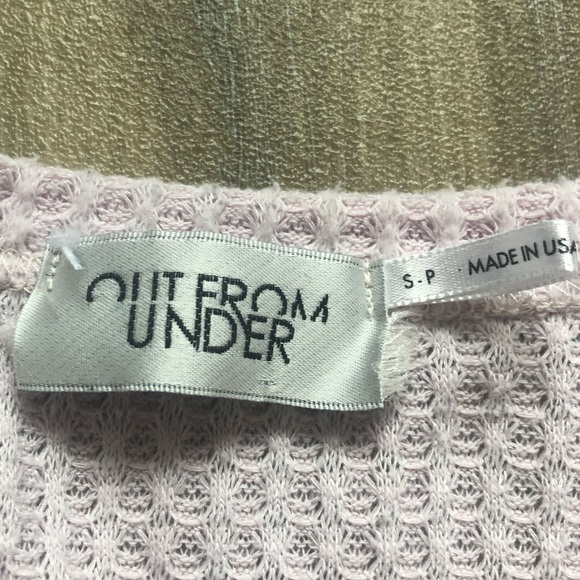 OUT FROM
UNDER
S-P · MADE IN USA